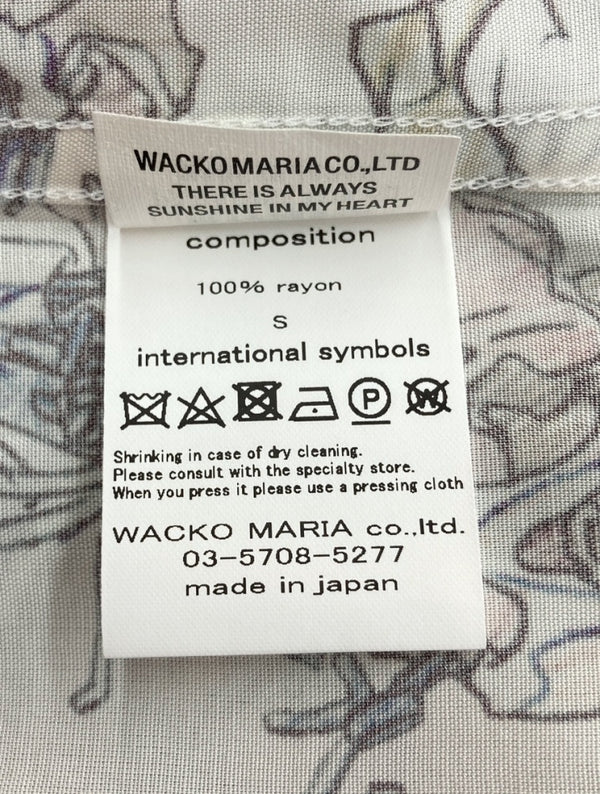 WACKO MARIA CO.,LTD
THERE IS ALWAYS
SUNSHINE IN MY HEART
composition
100% rayon
S
international symbols
P W
Shrinking in case of dry cleaning.
Please consult with the specialty store.
When you press it please use a pressing cloth
WACKO MARIA co.,ltd.
03-5708-5277
made in japan